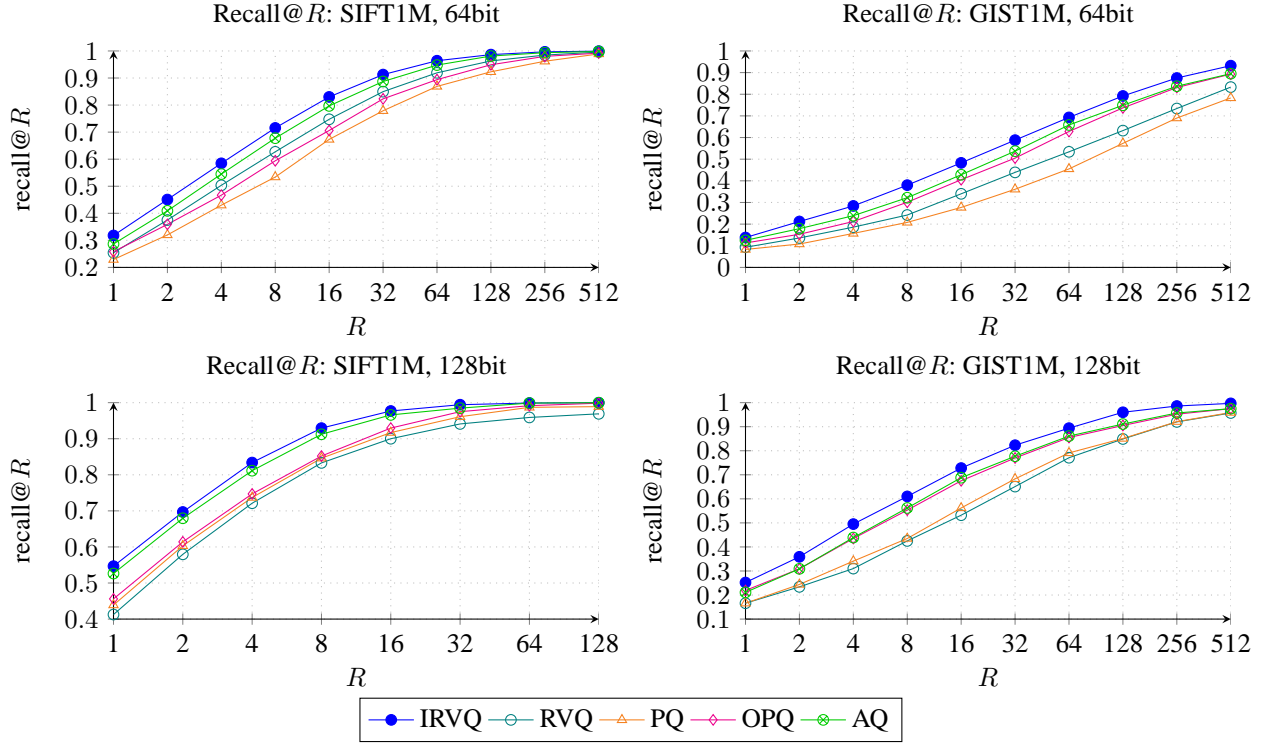 Recall@R: SIFT1M, 64bit
1
0.9
0.8
0.7
0.6
0.5
0.4
0.3
0.2
recall@R
1 2 4 8 16 32 64 128 256 512
R
Recall@R: GIST1M, 64bit
1
0.9
0.8
0.7
0.6
0.5
0.4
0.3
0.2
0.1
0
recall@R
1 2 4 8 16 32 64 128 256 512
R
Recall@R: SIFT1M, 128bit
1
0.9
0.8
0.7
0.6
0.5
0.4
recall@R
1 2 4 8 16 32 64 128
R
Recall@R: GIST1M, 128bit
1
0.9
0.8
0.7
0.6
0.5
0.4
0.3
0.2
0.1
recall@R
1 2 4 8 16 32 64 128 256 512
R
IRVQ RVQ PQ OPQ AQ